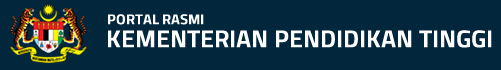 PORTAL RASMI
KEMENTERIAN PENDIDIKAN TINGGI